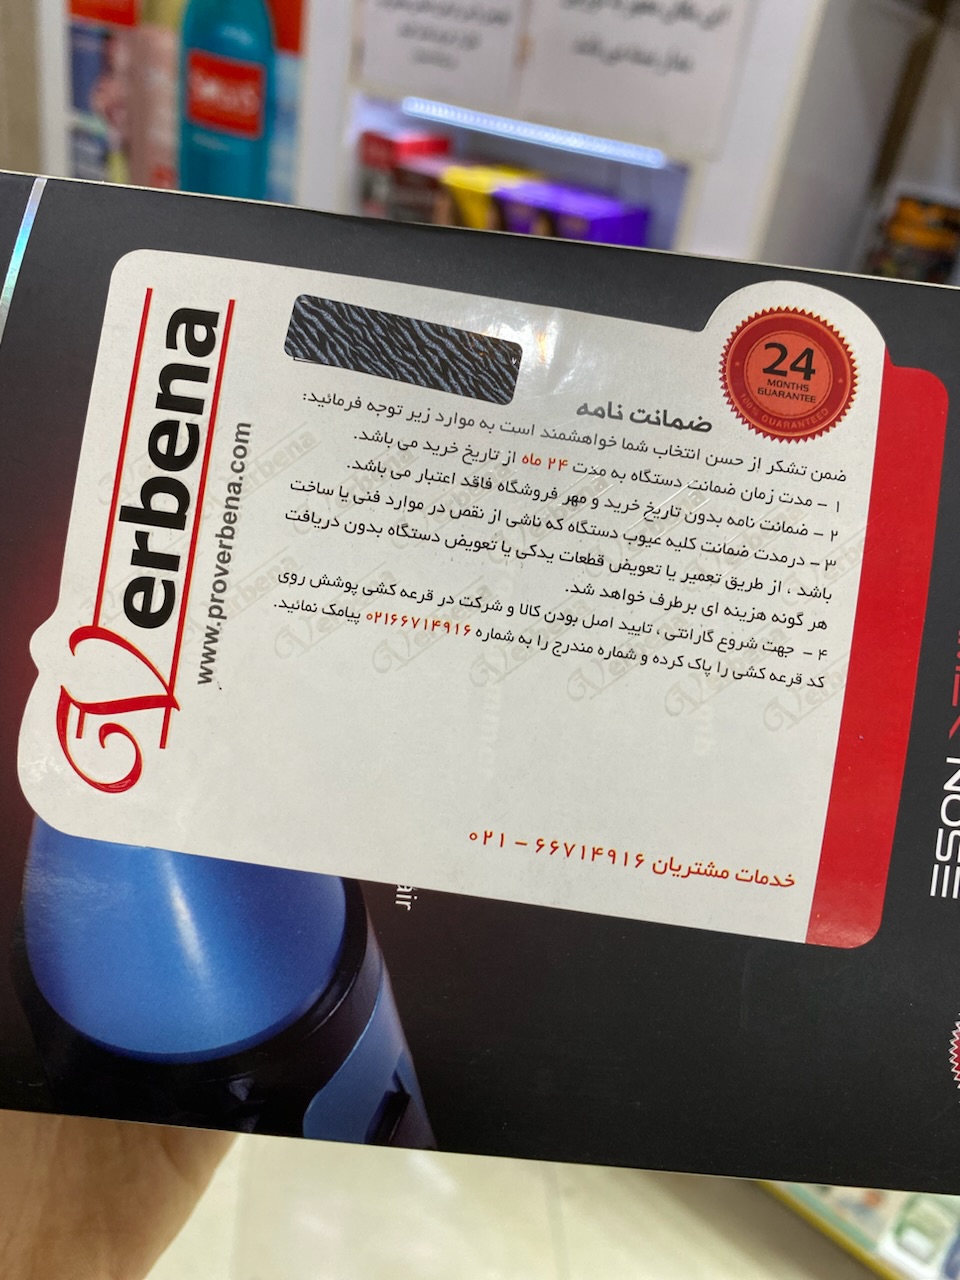 Verbena
www.proverbena.com
24
MONTHS
GUARANTEE
100% GUARANTEED
ضمانت نامه
ضمن تشکر از حسن انتخاب شما خواهشمند است به موارد زیر توجه فرمائید:
۱ - مدت زمان ضمانت دستگاه به مدت ۲۴ ماه از تاریخ خرید می باشد.
۲ - ضمانت نامه بدون تاریخ خرید و مهر فروشگاه فاقد اعتبار می باشد.
۳ - درمدت ضمانت کلیه عیوب دستگاه که ناشی از نقص در موارد فنی یا ساخت
باشد ، از طریق تعمیر یا تعویض قطعات یدکی یا تعویض دستگاه بدون دریافت
هر گونه هزینه ای برطرف خواهد شد.
۴ - جهت شروع گارانتی ، تایید اصل بودن کالا و شرکت در قرعه کشی پوشش روی
کد قرعه کشی را پاک کرده و شماره مندرج را به شماره ۰۲۱۶۶۷۱۴۹۱۶ پیامک نمائید.
خدمات مشتریان ۶۶۷۱۴۹۱۶ - ۰۲۱
air
NOSE